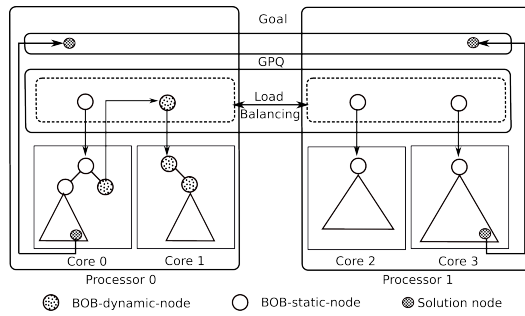 Goal
GPQ
Load
Balancing
Core 0
Core 1
Core 2
Core 3
Processor 0
Processor 1
BOB-dynamic-node
BOB-static-node
Solution node